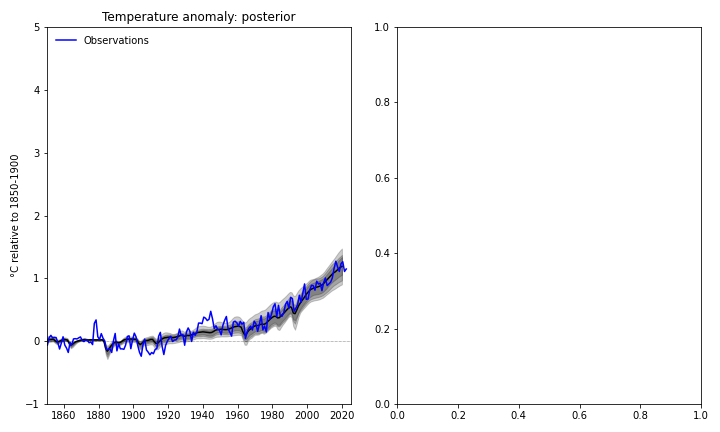 Temperature anomaly: posterior
Observations
°C relative to 1850-1900
5
4
3
2
1
0
−1
1860 1880 1900 1920 1940 1960 1980 2000 2020
1.0
0.8
0.6
0.4
0.2
0.0
0.0 0.2 0.4 0.6 0.8 1.0